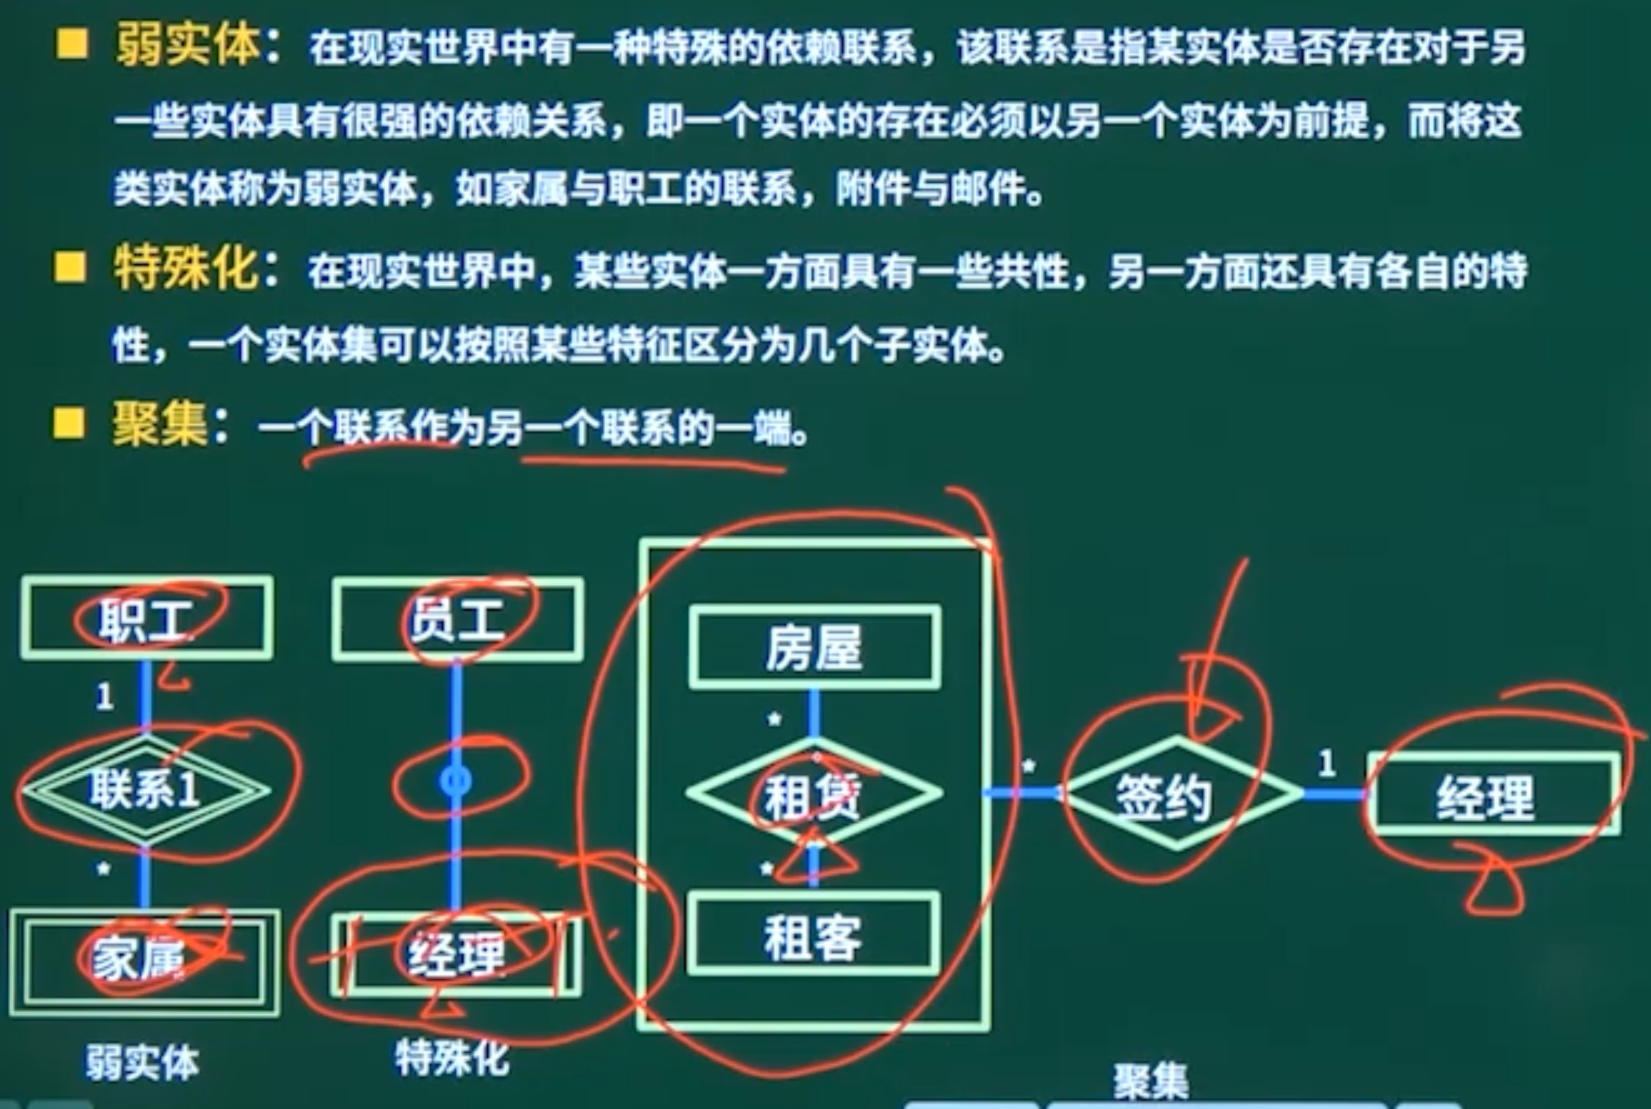 弱实体：在现实世界中有一种特殊的依赖联系，该联系是指某实体是否存在对于另
一些实体具有很强的依赖关系，即一个实体的存在必须以另一个实体为前提，而将这
类实体称为弱实体，如家属与职工的联系，附件与邮件。
特殊化：在现实世界中，某些实体一方面具有一些共性，另一方面还具有各自的特
性，一个实体集可以按照某些特征区分为几个子实体。
聚集：一个联系作为另一个联系的一端。
职工
1
联系1
*
家属
弱实体
员工
经理
特殊化
房屋
*
租赁
*
租客
*
签约
1
经理
聚集